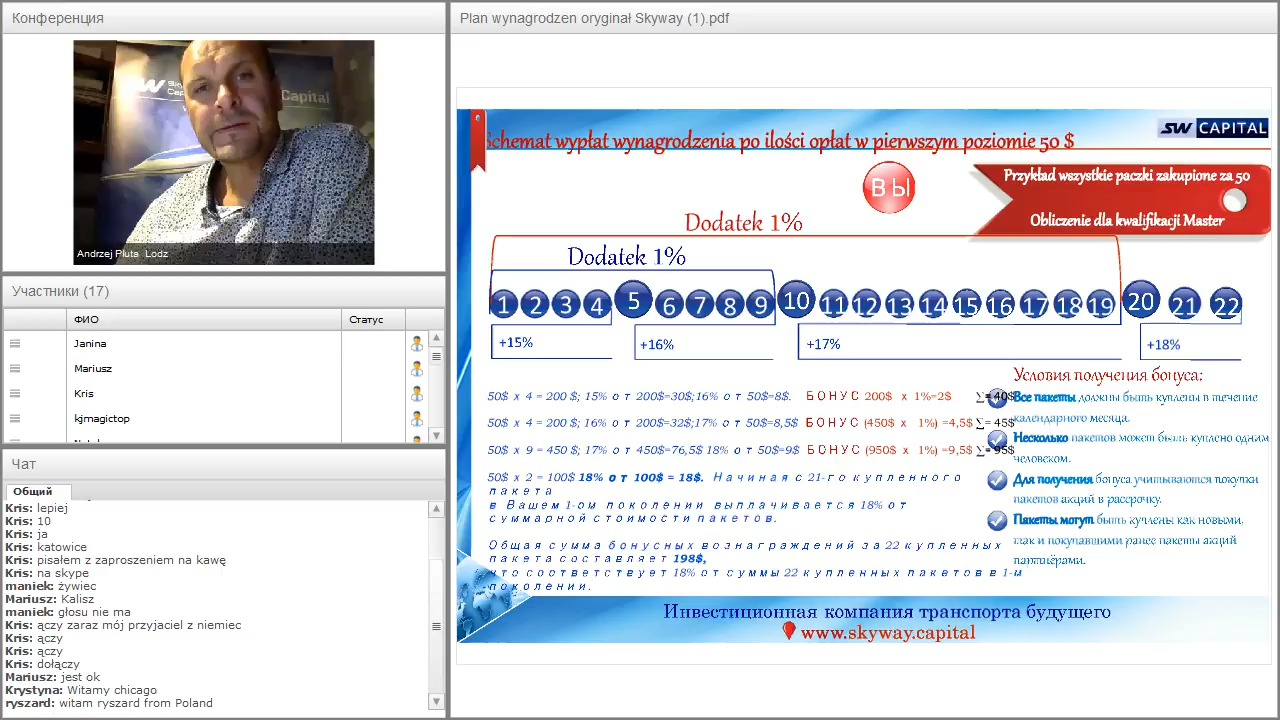 Конференция
SW
Capital
Andrzej Pluta Lodz
Участники (17)
ФИО Статус
Janina
Mariusz
Kris
kjmagictop
Чат
Общий
Kris: lepiej
Kris: 10
Kris: ja
Kris: katowice
Kris: pisałem z zaproszeniem na kawę
Kris: na skype
maniek: żywiec
Mariusz: Kalisz
maniek: głosu nie ma
Kris: ączy zaraz mój przyjaciel z niemiec
Kris: ączy
Kris: ączy
Kris: dołączy
Mariusz: jest ok
Krystyna: Witamy chicago
ryszard: witam ryszard from Poland
Plan wynagrodzen oryginał Skyway (1).pdf
SW CAPITAL
Schemat wypłat wynagrodzenia po ilości opłat w pierwszym poziomie 50 $
ВЫ
Przykład wszystkie paczki zakupione za 50
Obliczenie dla kwalifikacji Master
Dodatek 1%
Dodatek 1%
1 2 3 4 5 6 7 8 9 10 11 12 13 14 15 16 17 18 19 20 21 22
+15% +16% +17% +18%
50$ x 4 = 200 $; 15% от 200$=30$;16% от 50$=8$. БОНУС 200$ x 1%=2$ ∑= 40$
50$ x 4 = 200 $; 16% от 200$=32$;17% от 50$=8,5$ БОНУС (450$ x 1%) =4,5$ ∑= 45$
50$ x 9 = 450 $; 17% от 450$=76,5$ 18% от 50$=9$ БОНУС (950$ x 1%) =9,5$ ∑= 95$
50$ x 2 = 100$ 18% от 100$ = 18$. Начиная с 21-го купленного
пакета
в Вашем 1-ом поколении выплачивается 18% от
суммарной стоимости пакетов.
Общая сумма бонусных вознаграждений за 22 купленных
пакета составляет 198$,
что соответствует 18% от суммы 22 купленных пакетов в 1-м
поколении.
Условия получения бонуса:
Все пакеты должны быть куплены в течение
календарного месяца.
Несколько пакетов может быть куплено одним
человеком.
Для получения бонуса учитываются покупки
пакетов акций в рассрочку.
Пакеты могут быть куплены как новыми,
так и покупавшими ранее пакеты акций
партнёрами.
Инвестиционная компания транспорта будущего
www.skyway.capital